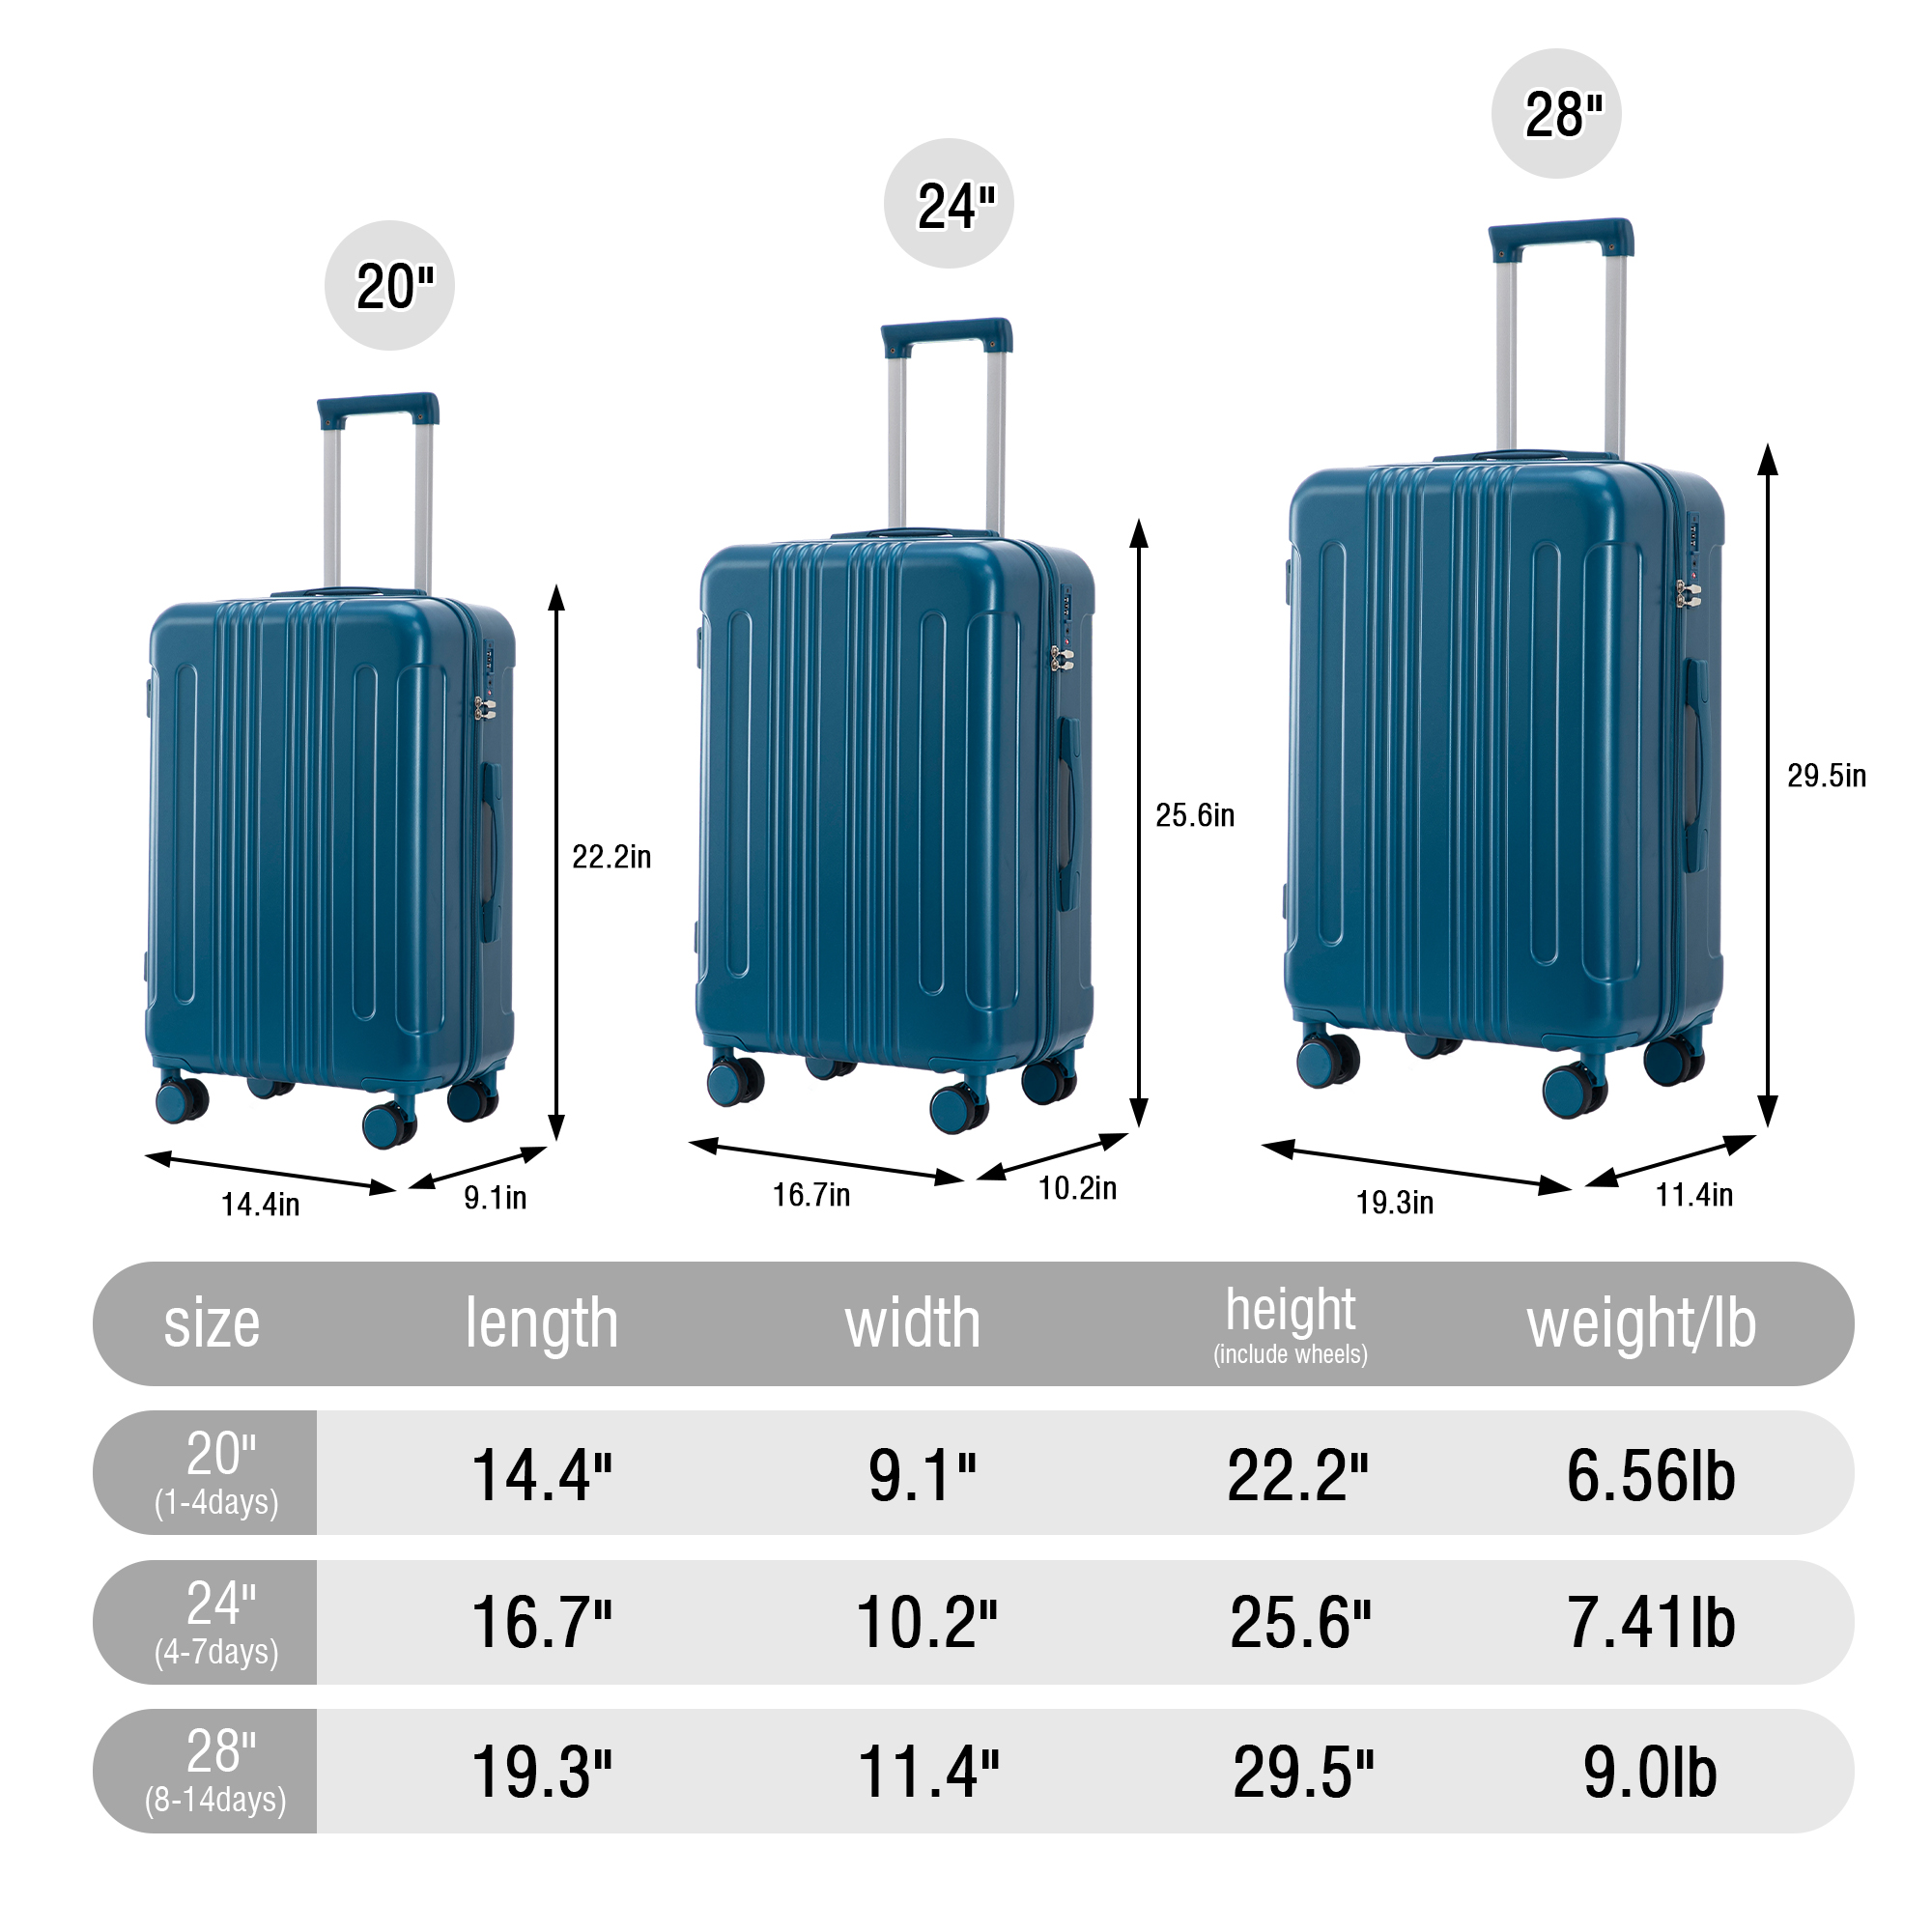 28"
24"
20"
29.5in
25.6in
22.2in
14.4in
9.1in
16.7in
10.2in
19.3in
11.4in
size length width height weight/lb
(include wheels)
20" 14.4" 9.1" 22.2" 6.56lb
(1-4days)
24" 16.7" 10.2" 25.6" 7.41lb
(4-7days)
28" 19.3" 11.4" 29.5" 9.0lb
(8-14days)